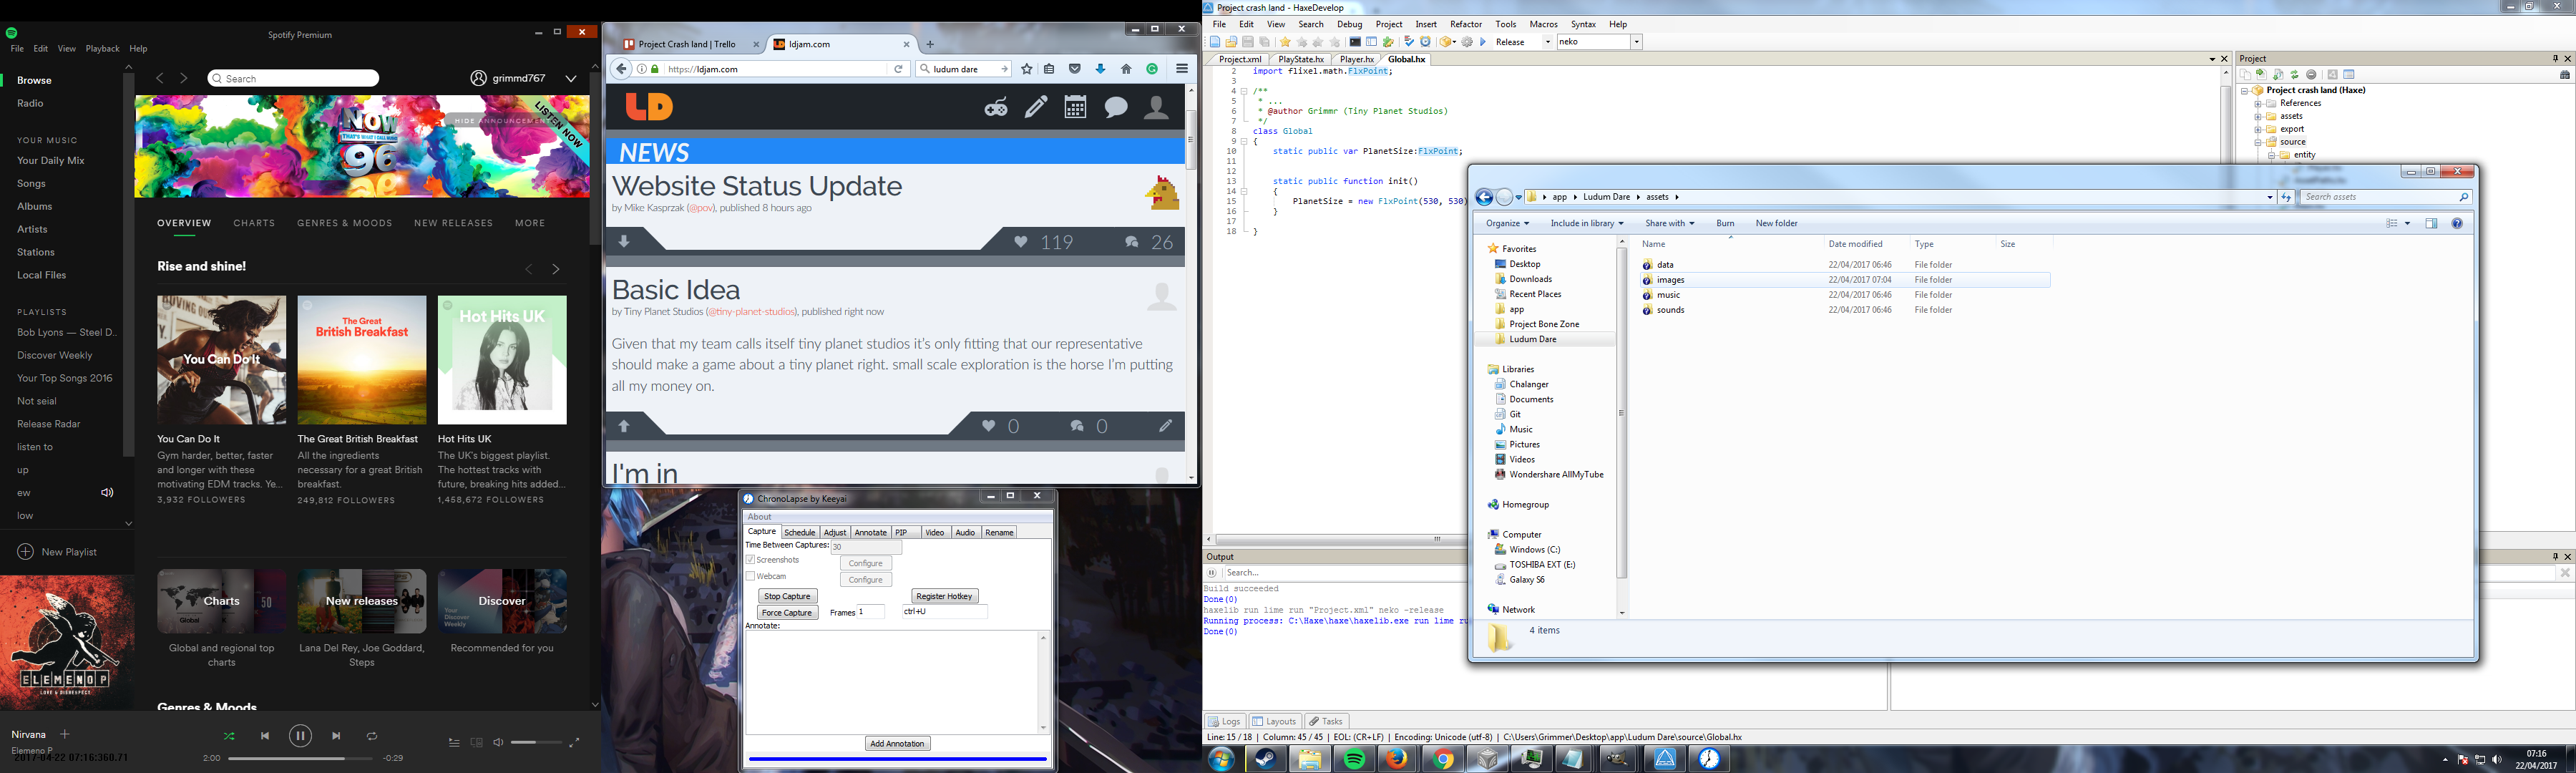 Spotify Premium
File Edit View Playback Help
Browse
Radio
YOUR MUSIC
Your Daily Mix
Songs
Albums
Artists
Stations
Local Files
PLAYLISTS
Bob Lyons — Steel D..
Discover Weekly
Your Top Songs 2016
Not seial
Release Radar
listen to
up
ew
low
New Playlist
ELEMENOP
Nirvana
Elemeno P
2017-04-22 07:16:360.71
Search
grimmd767
NOW
THAT'S WHAT I CALL MUSIC
96
HIDE ANNOUNCEMENTS
LISTEN NOW
OVERVIEW CHARTS GENRES & MOODS NEW RELEASES MORE
Rise and shine!
You Can Do It
The Great
British Breakfast
Hot Hits UK
You Can Do It
Gym harder, better, faster
and longer with these
motivating EDM tracks. Ye...
3,932 FOLLOWERS
The Great British Breakfast
All the ingredients
necessary for a great British
breakfast.
249,812 FOLLOWERS
Hot Hits UK
The UK's biggest playlist.
The hottest tracks with
future, breaking hits added...
1,458,672 FOLLOWERS
Charts
New releases
Discover
Global and regional top
charts
Lana Del Rey, Joe Goddard,
Steps
Recommended for you
Genres & Moods
2:00
-0:29
Project Crash land | Trello
ldjam.com
https://ldjam.com
ludum dare
LD
NEWS
Website Status Update
by Mike Kasprzak (@pov), published 8 hours ago
119 26
Basic Idea
by Tiny Planet Studios (@tiny-planet-studios), published right now
Given that my team calls itself tiny planet studios it's only fitting that our representative
should make a game about a tiny planet right. small scale exploration is the horse I'm putting
all my money on.
0 0
I'm in
ChronoLapse by Keeyai
About
Capture Schedule Adjust Annotate PIP Video Audio Rename
Time Between Captures: 30
Screenshots Configure
Webcam Configure
Stop Capture Register Hotkey
Force Capture Frames 1 ctrl+U
Annotate:
Add Annotation
Project crash land - HaxeDevelop
File Edit View Search Debug Project Insert Refactor Tools Macros Syntax Help
Release neko
Project.xml PlayState.hx Player.hx Global.hx
2 import flixel.math.FlxPoint;
3
4 /**
5 * ...
6 * @author Grimmr (Tiny Planet Studios)
7 */
8 class Global
9 {
10 static public var PlanetSize:FlxPoint;
11
12
13 static public function init()
14 {
15 PlanetSize = new FlxPoint(530, 530)
16 }
17
18 }
Output
Search...
Build succeeded
Done(0)
haxelib run lime run "Project.xml" neko -release
Running process: C:\Haxe\haxe\haxelib.exe run lime ru
Done(0)
Logs Layouts Tasks
Line: 15 / 18 | Column: 45 / 45 | EOL: (CR+LF) | Encoding: Unicode (utf-8) | C:\Users\Grimmer\Desktop\app\Ludum Dare\source\Global.hx
Project
Project crash land (Haxe)
References
assets
export
source
entity
app Ludum Dare assets
Search assets
Organize Include in library Share with Burn New folder
Favorites
Desktop
Downloads
Recent Places
app
Project Bone Zone
Ludum Dare
Libraries
Chalanger
Documents
Git
Music
Pictures
Videos
Wondershare AllMyTube
Homegroup
Computer
Windows (C:)
TOSHIBA EXT (E:)
Galaxy S6
Network
Name Date modified Type Size
data 22/04/2017 06:46 File folder
images 22/04/2017 07:04 File folder
music 22/04/2017 06:46 File folder
sounds 22/04/2017 06:46 File folder
4 items
07:16
22/04/2017